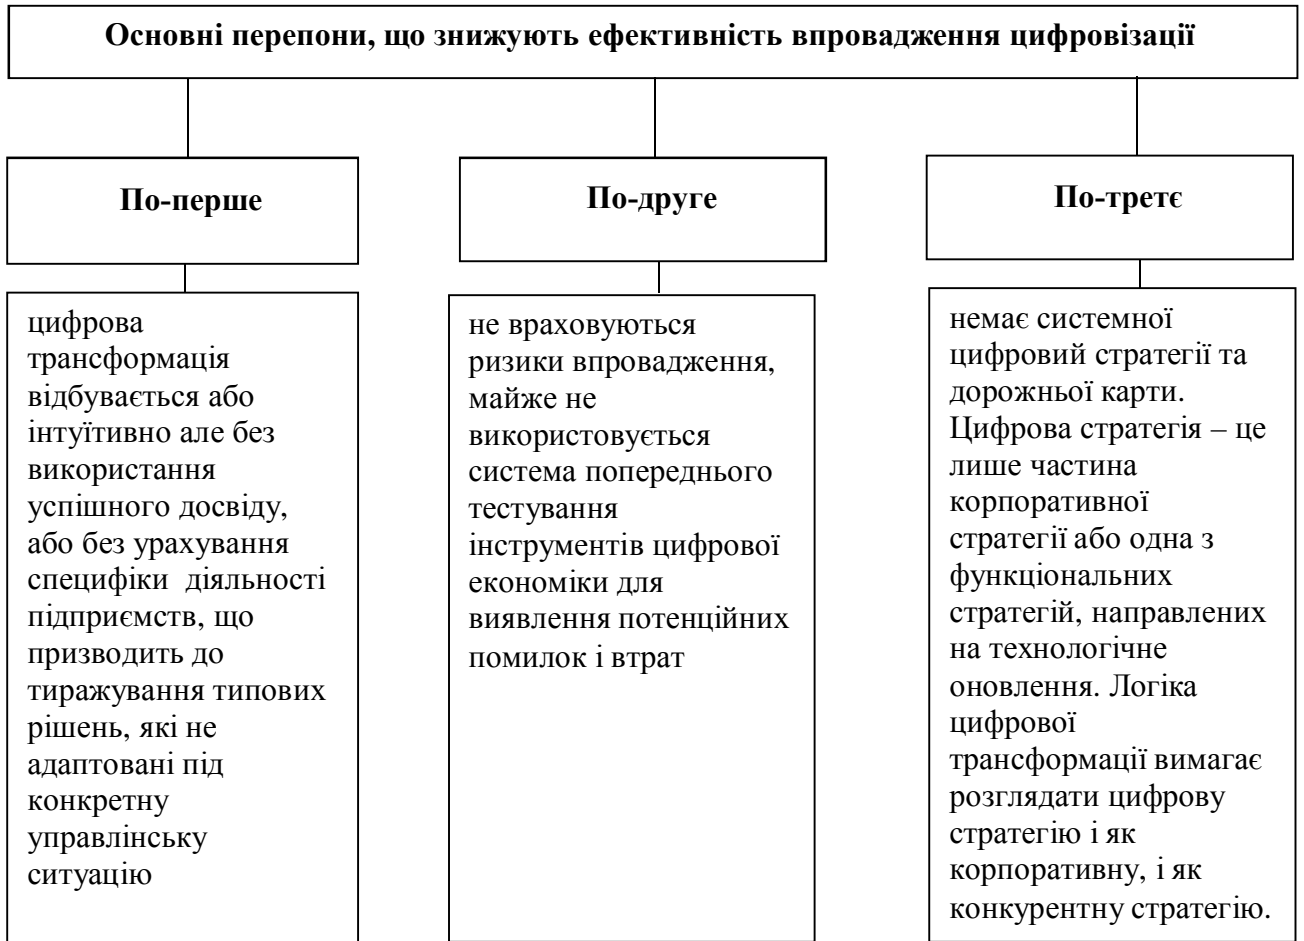 Основні перепони, що знижують ефективність впровадження цифровізації
По-перше
цифрова
трансформація
відбувається або
інтуїтивно але без
використання
успішного досвіду,
або без урахування
специфіки  діяльності
підприємств, що
призводить до
тиражування типових
рішень, які не
адаптовані під
конкретну
управлінську
ситуацію
По-друге
не враховуються
ризики впровадження,
майже не
використовується
система попереднього
тестування
інструментів цифрової
економіки для
виявлення потенційних
помилок і втрат
По-третє
немає системної
цифровий стратегії та
дорожньої карти.
Цифрова стратегія – це
лише частина
корпоративної
стратегії або одна з
функціональних
стратегій, направлених
на технологічне
оновлення. Логіка
цифрової
трансформації вимагає
розглядати цифрову
стратегію і як
корпоративну, і як
конкурентну стратегію.